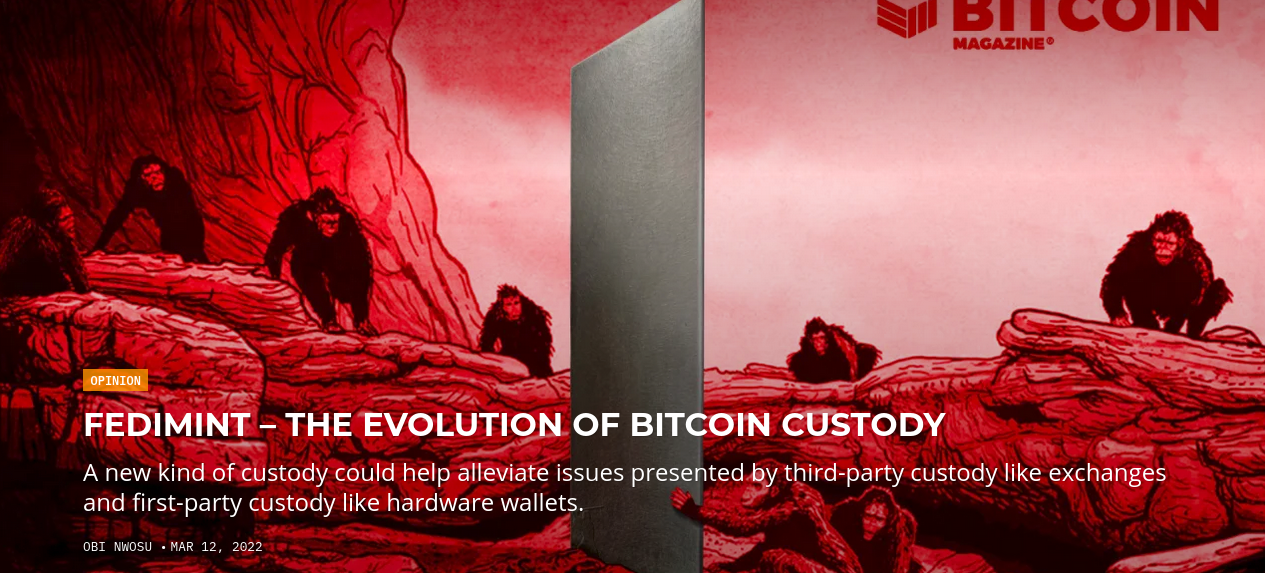 BITCOIN
MAGAZINE®
OPINION
FEDIMINT – THE EVOLUTION OF BITCOIN CUSTODY
A new kind of custody could help alleviate issues presented by third-party custody like exchanges
and first-party custody like hardware wallets.
OBI NWOSU • MAR 12, 2022